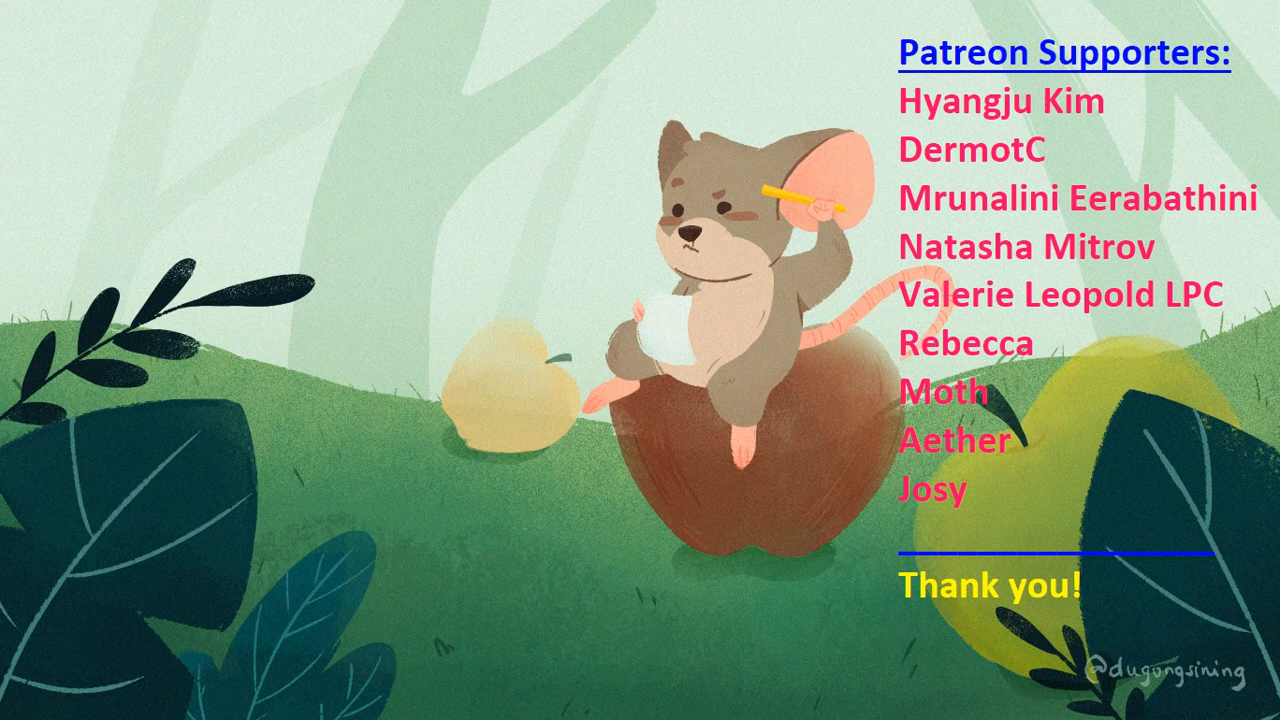 Patreon Supporters:
Hyangju Kim
DermotC
Mrunalini Eerabathini
Natasha Mitrov
Valerie Leopold LPC
Rebecca
Moth
Aether
Josy
Thank you!
@dugongsining